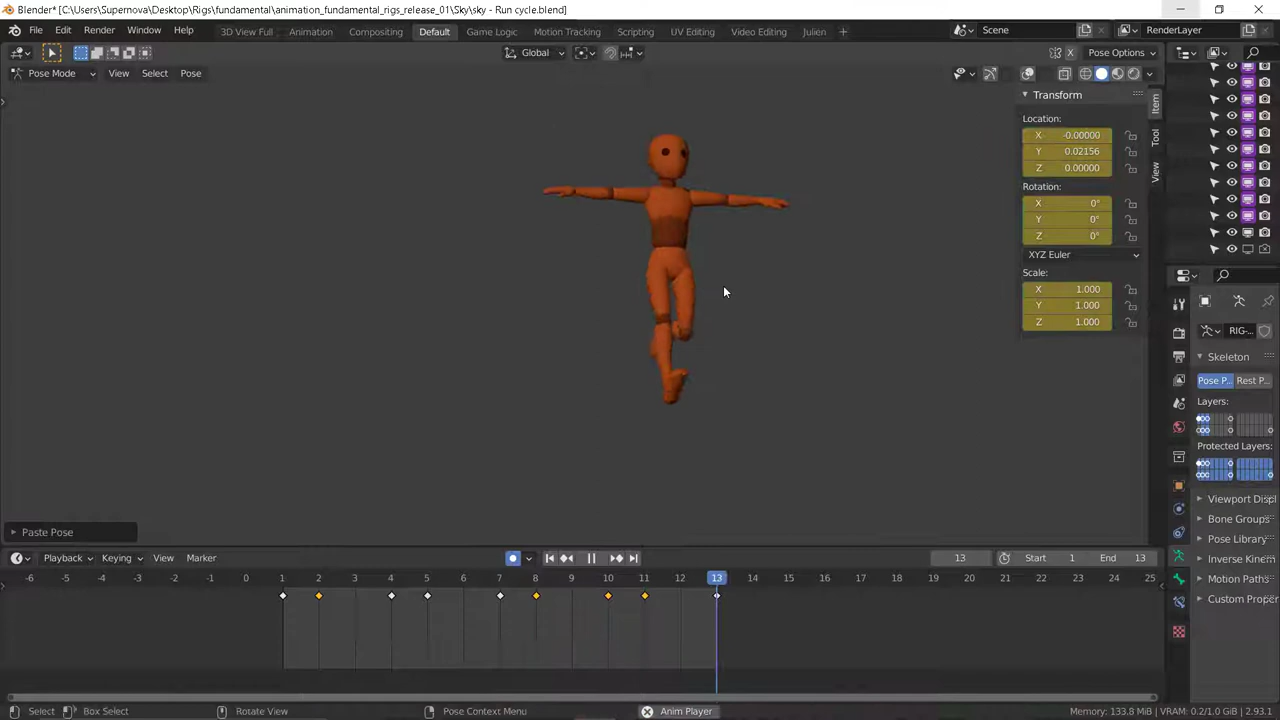 Blender* [C:\Users\Supernova\Desktop\Rigs\fundamental\animation_fundamental_rigs_release_01\Sky\sky - Run cycle.blend]
File Edit Render Window Help 3D View Full Animation Compositing Default Game Logic Motion Tracking Scripting UV Editing Video Editing Julien Scene RenderLayer
Global X Pose Options
Pose Mode View Select Pose
Transform
Item
Tool
View
Location:
X -0.00000
Y 0.02156
Z 0.00000
Rotation:
X 0°
Y 0°
Z 0°
XYZ Euler
Scale:
X 1.000
Y 1.000
Z 1.000
RIG-...
Skeleton
Pose P... Rest P...
Layers:
Protected Layers:
Viewport Displ
Bone Groups
Pose Library
Inverse Kinem
Motion Paths
Custom Proper
Paste Pose
Playback Keying View Marker 13 Start 1 End 13
-6 -5 -4 -3 -2 -1 0 1 2 3 4 5 6 7 8 9 10 11 12 13 14 15 16 17 18 19 20 21 22 23 24 25
Select Box Select Rotate View Pose Context Menu Anim Player Memory: 133.8 MiB | VRAM: 0.2/1.0 GiB | 2.93.1